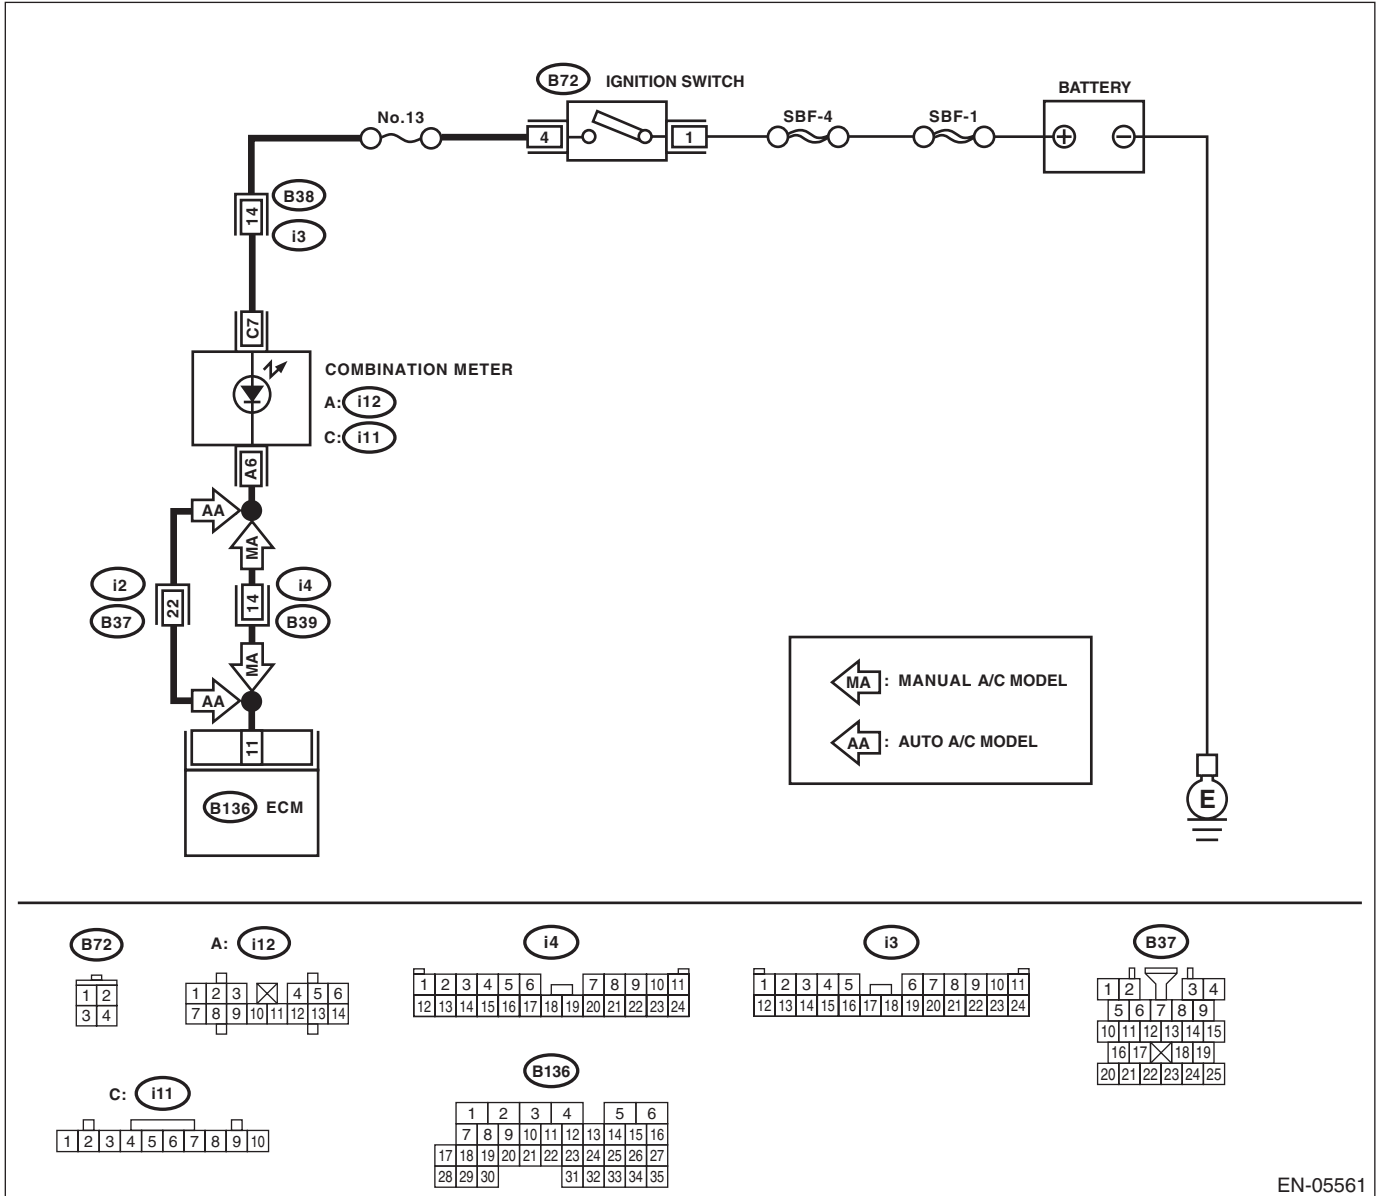 B72 IGNITION SWITCH
BATTERY
No.13
SBF-4
SBF-1
4
1
+
−
14
B38
i3
C7
COMBINATION METER
A: i12
C: i11
A6
AA
MA
i2
B37
22
14
i4
B39
MA
AA
11
B136 ECM
MA : MANUAL A/C MODEL
AA : AUTO A/C MODEL
E
B72
1 2
3 4
A: i12
1 2 3 4 5 6
7 8 9 10 11 12 13 14
i4
1 2 3 4 5 6 7 8 9 10 11
12 13 14 15 16 17 18 19 20 21 22 23 24
i3
1 2 3 4 5 6 7 8 9 10 11
12 13 14 15 16 17 18 19 20 21 22 23 24
B37
1 2 3 4
5 6 7 8 9
10 11 12 13 14 15
16 17 18 19
20 21 22 23 24 25
C: i11
1 2 3 4 5 6 7 8 9 10
B136
1 2 3 4 5 6
7 8 9 10 11 12 13 14 15 16
17 18 19 20 21 22 23 24 25 26 27
28 29 30 31 32 33 34 35
EN-05561